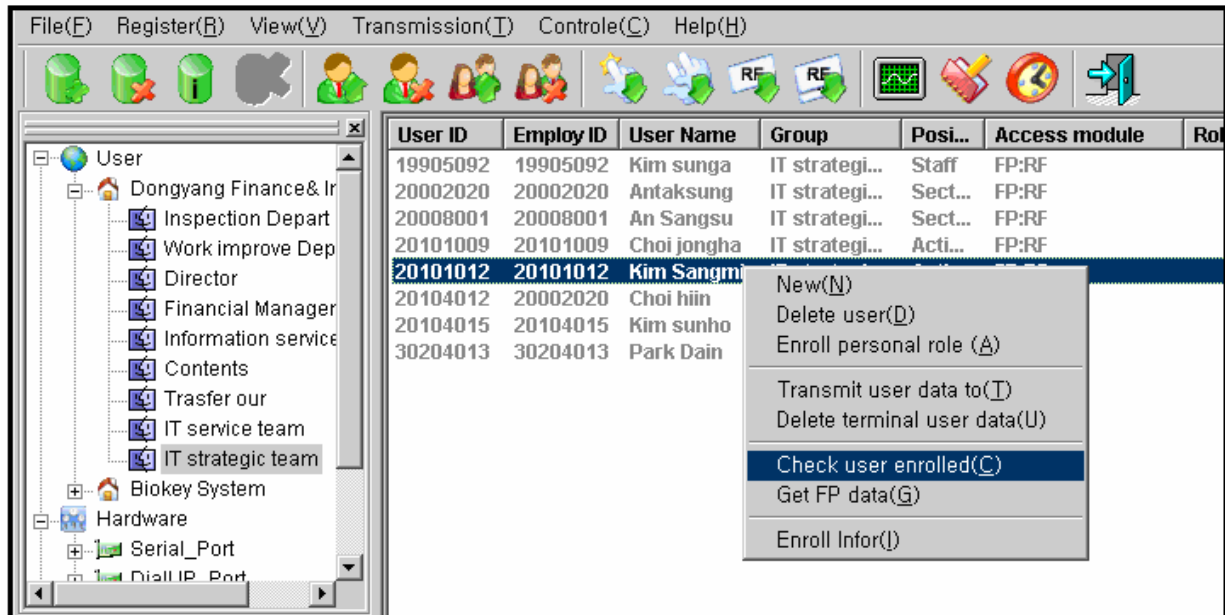 File(F) Register(R) View(V) Transmission(T) Controle(C) Help(H)
RF RF
User
Dongyang Finance& Ir
Inspection Depart
Work improve Dep
Director
Financial Manager
Information service
Contents
Trasfer our
IT service team
IT strategic team
Biokey System
Hardware
Serial_Port
DialUP_Port
User ID Employ ID User Name Group Posi... Access module Rol
19905092 19905092 Kim sunga IT strategi... Staff FP:RF
20002020 20002020 Antaksung IT strategi... Sect... FP:RF
20008001 20008001 An Sangsu IT strategi... Sect... FP:RF
20101009 20101009 Choi jongha IT strategi... Acti... FP:RF
20101012 20101012 Kim Sangmi
20104012 20002020 Choi hiin
20104015 20104015 Kim sunho
30204013 30204013 Park Dain
New(N)
Delete user(D)
Enroll personal role (A)
Transmit user data to(T)
Delete terminal user data(U)
Check user enrolled(C)
Get FP data(G)
Enroll Infor(I)